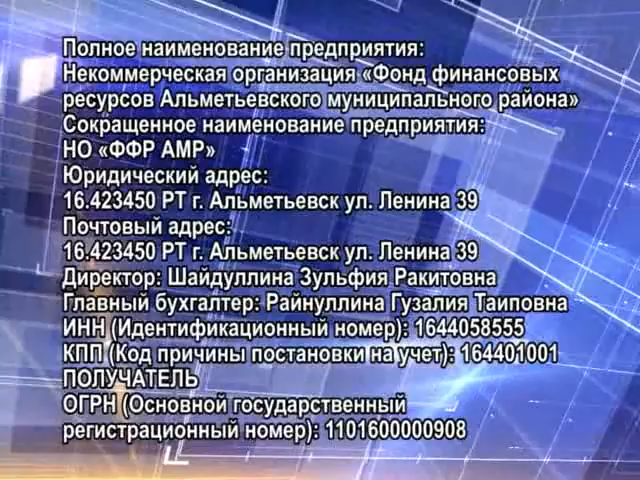 Полное наименование предприятия:
Некоммерческая организация «Фонд финансовых
ресурсов Альметьевского муниципального района»
Сокращенное наименование предприятия:
НО «ФФР АМР»
Юридический адрес:
16.423450 РТ г. Альметьевск ул. Ленина 39
Почтовый адрес:
16.423450 РТ г. Альметьевск ул. Ленина 39
Директор: Шайдуллина Зульфия Ракитовна
Главный бухгалтер: Райнуллина Гузалия Таиповна
ИНН (Идентификационный номер): 1644058555
КПП (Код причины постановки на учет): 164401001
ПОЛУЧАТЕЛЬ
ОГРН (Основной государственный
регистрационный номер): 1101600000908